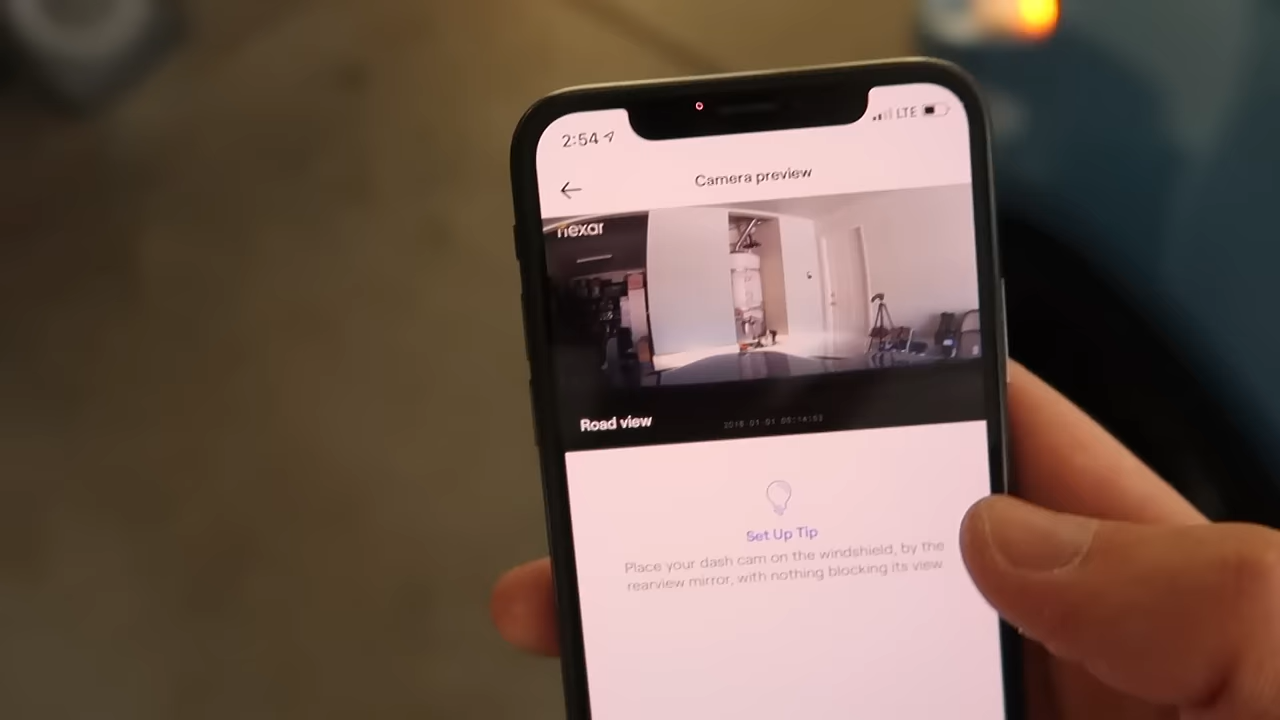 2:54
LTE
Camera preview
nexar
Road view
Set Up Tip
Place your dash cam on the windshield, by the
rearview mirror, with nothing blocking its view